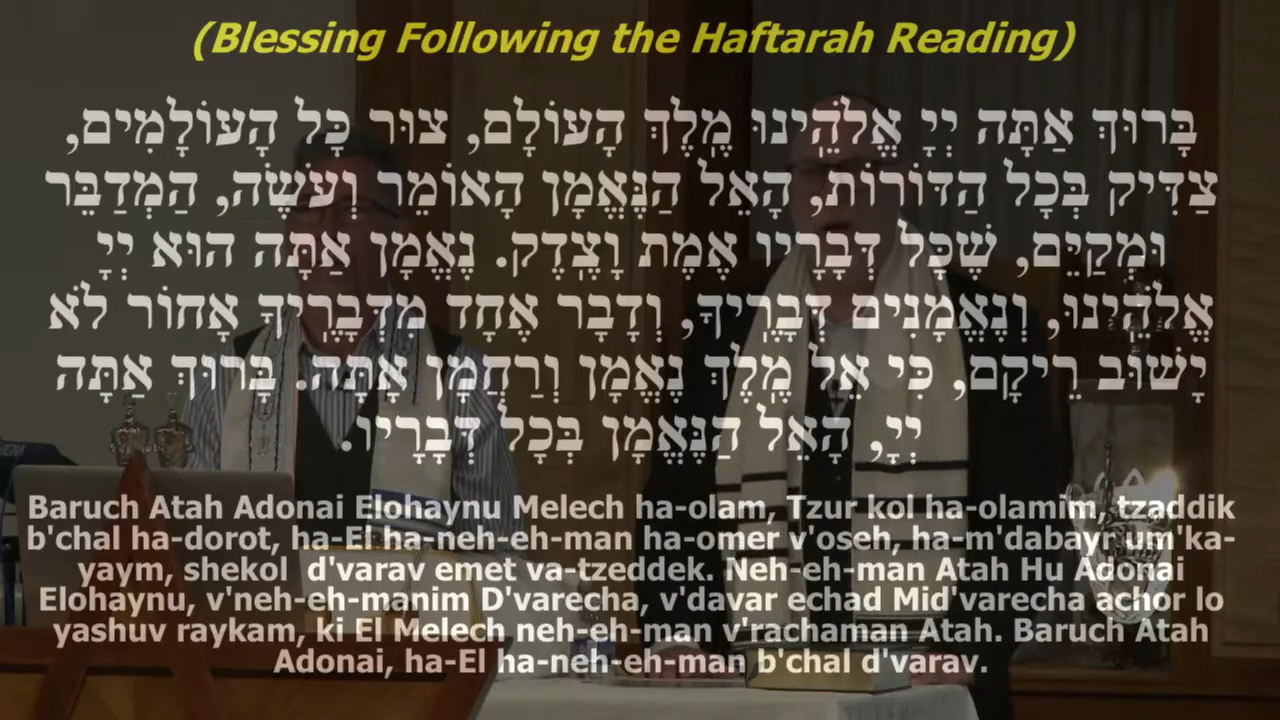 (Blessing Following the Haftarah Reading)
בָּרוּךְ אַתָּה יְיָ אֱלֹהֵֽינוּ מֶֽלֶךְ הָעוֹלָם, צוּר כָּל הָעוֹלָמִים,
צַדִּיק בְּכָל הַדּוֹרוֹת, הָאֵל הַנֶּאֱמָן הָאוֹמֵר וְעֹשֶׂה, הַמְדַבֵּר
וּמְקַיֵּם, שֶׁכָּל דְּבָרָיו אֱמֶת וָצֶֽדֶק. נֶאֱמָן אַתָּה הוּא יְיָ
אֱלֹהֵֽינוּ, וְנֶאֱמָנִים דְּבָרֶֽיךָ, וְדָבָר אֶחָד מִדְּבָרֶֽיךָ אָחוֹר לֹא
יָשׁוּב רֵיקָם, כִּי אֵל מֶֽלֶךְ נֶאֱמָן וְרַחֲמָן אָתָּה. בָּרוּךְ אַתָּה
יְיָ, הָאֵל הַנֶּאֱמָן בְּכָל דְּבָרָיו.
Baruch Atah Adonai Elohaynu Melech ha-olam, Tzur kol ha-olamim, tzaddik
b'chal ha-dorot, ha-El ha-neh-eh-man ha-omer v'oseh, ha-m'dabayr um'ka-
yaym, shekol d'varav emet va-tzeddek. Neh-eh-man Atah Hu Adonai
Elohaynu, v'neh-eh-manim D'varecha, v'davar echad Mid'varecha achor lo
yashuv raykam, ki El Melech neh-eh-man v'rachaman Atah. Baruch Atah
Adonai, ha-El ha-neh-eh-man b'chal d'varav.